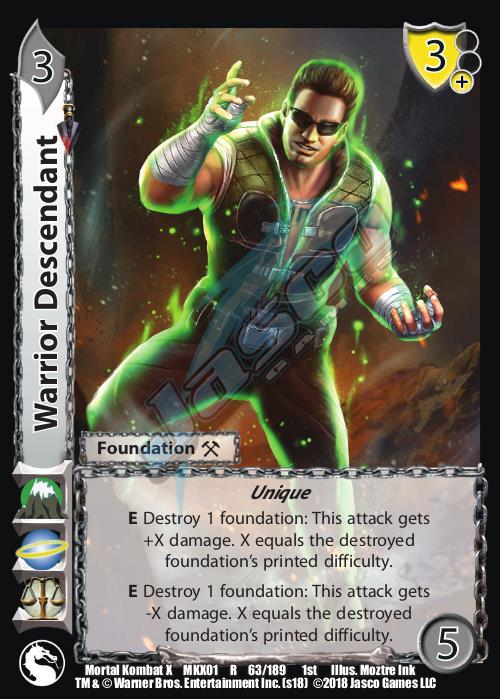 3
3
+
Warrior Descendant
Jasco
GAMES
Foundation
Unique
E Destroy 1 foundation: This attack gets
+X damage. X equals the destroyed
foundation's printed difficulty.
E Destroy 1 foundation: This attack gets
-X damage. X equals the destroyed
foundation's printed difficulty.
5
Mortal Kombat X MKX01 R 63/189 1st Illus. Moztre Ink
TM & © Warner Bros. Entertainment Inc. (s18) ©2018 Jasco Games LLC